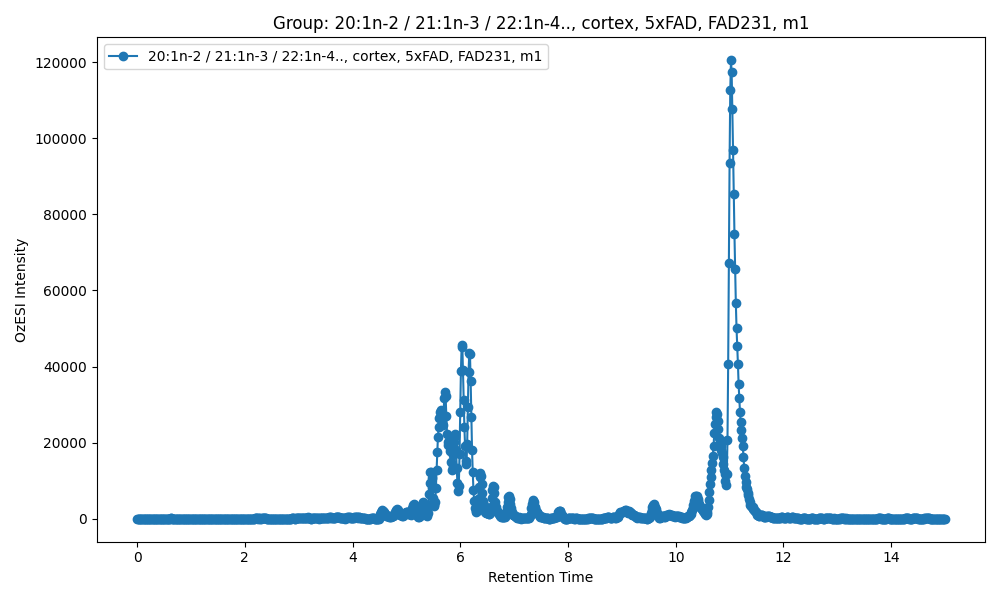 Group: 20:1n-2 / 21:1n-3 / 22:1n-4.., cortex, 5xFAD, FAD231, m1
20:1n-2 / 21:1n-3 / 22:1n-4.., cortex, 5xFAD, FAD231, m1
120000
100000
80000
60000
40000
20000
0
OzESI Intensity
0 2 4 6 8 10 12 14
Retention Time